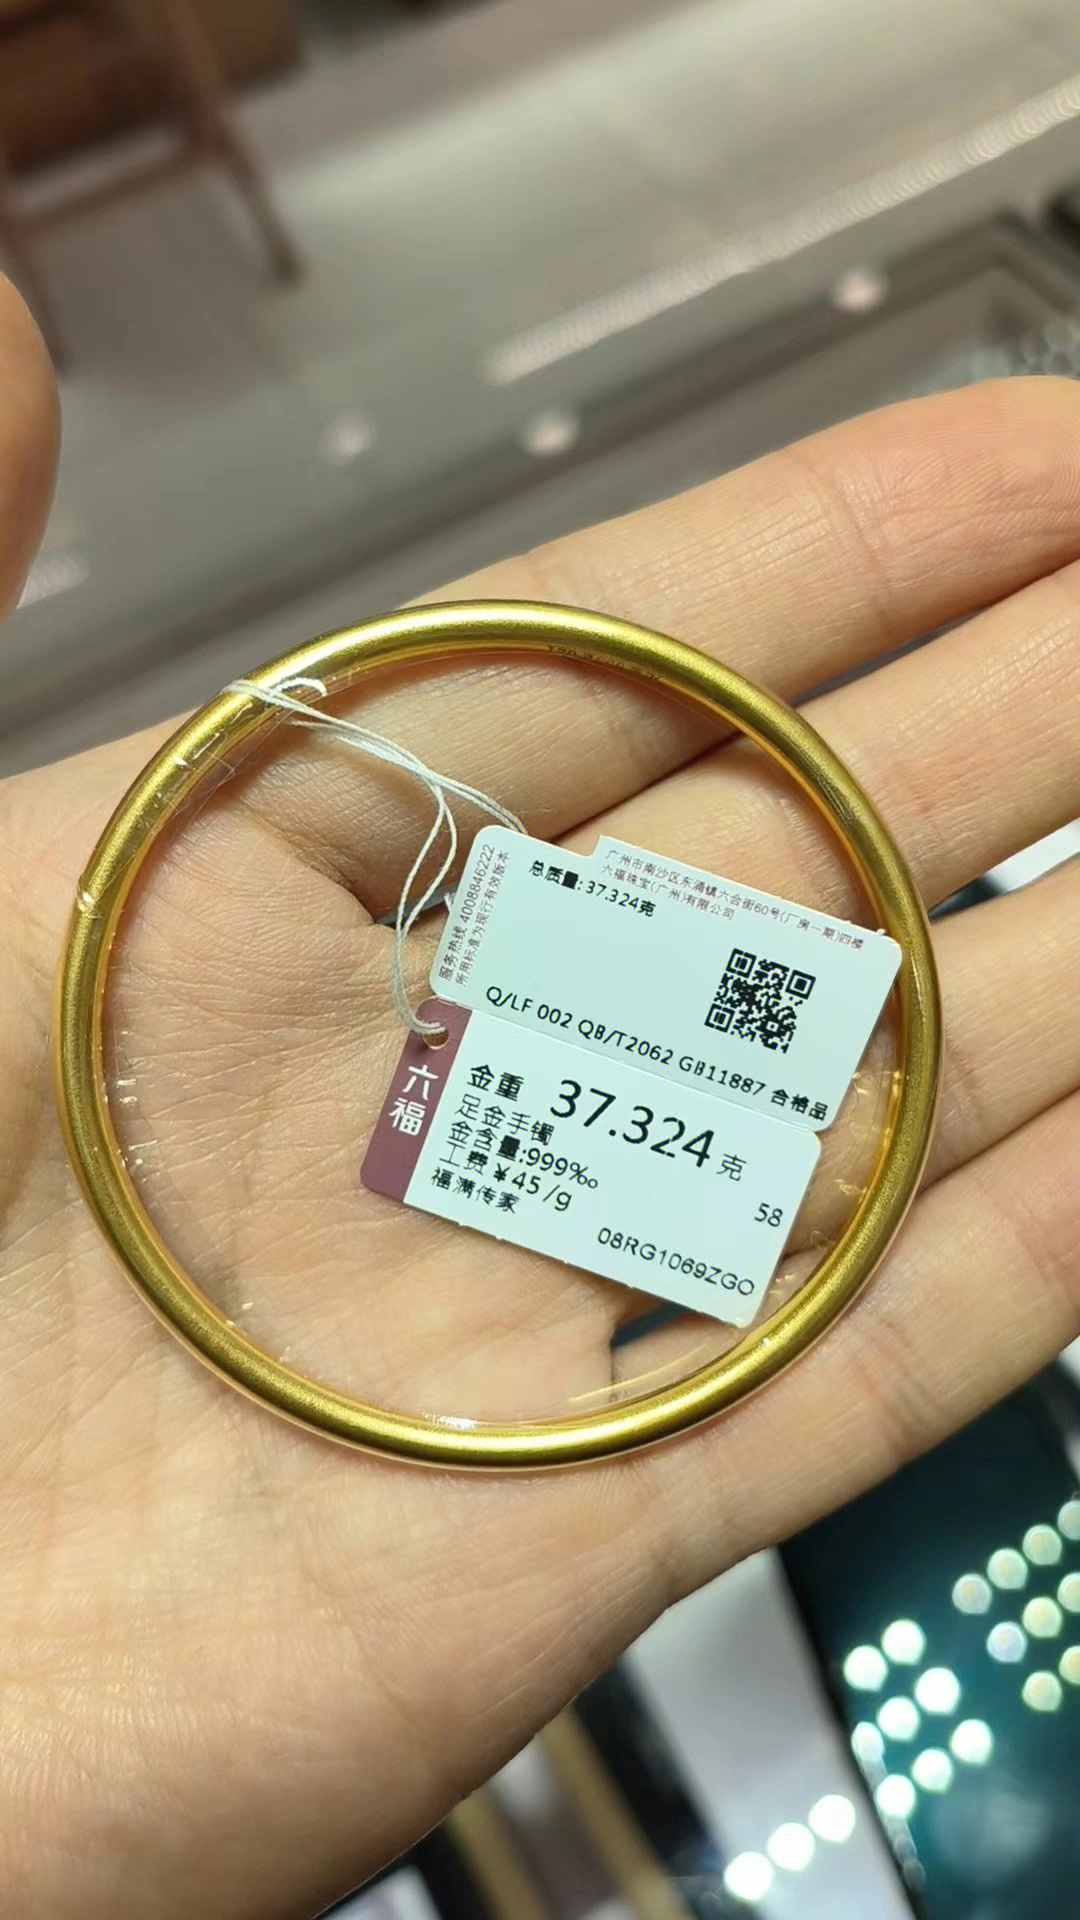 广州市南沙区东涌镇六合街60号(厂房一期)四楼
六福珠宝(广州)有限公司
总质量: 37.324克
服务热线 4008846222
所用标准为现行有效版本
Q/LF 002 QB/T2062 GB11887 合格品
六福
金重 37.324克
足金手镯
金含量:999‰
工费￥45/g
福满传家
58
08RG1069ZGO